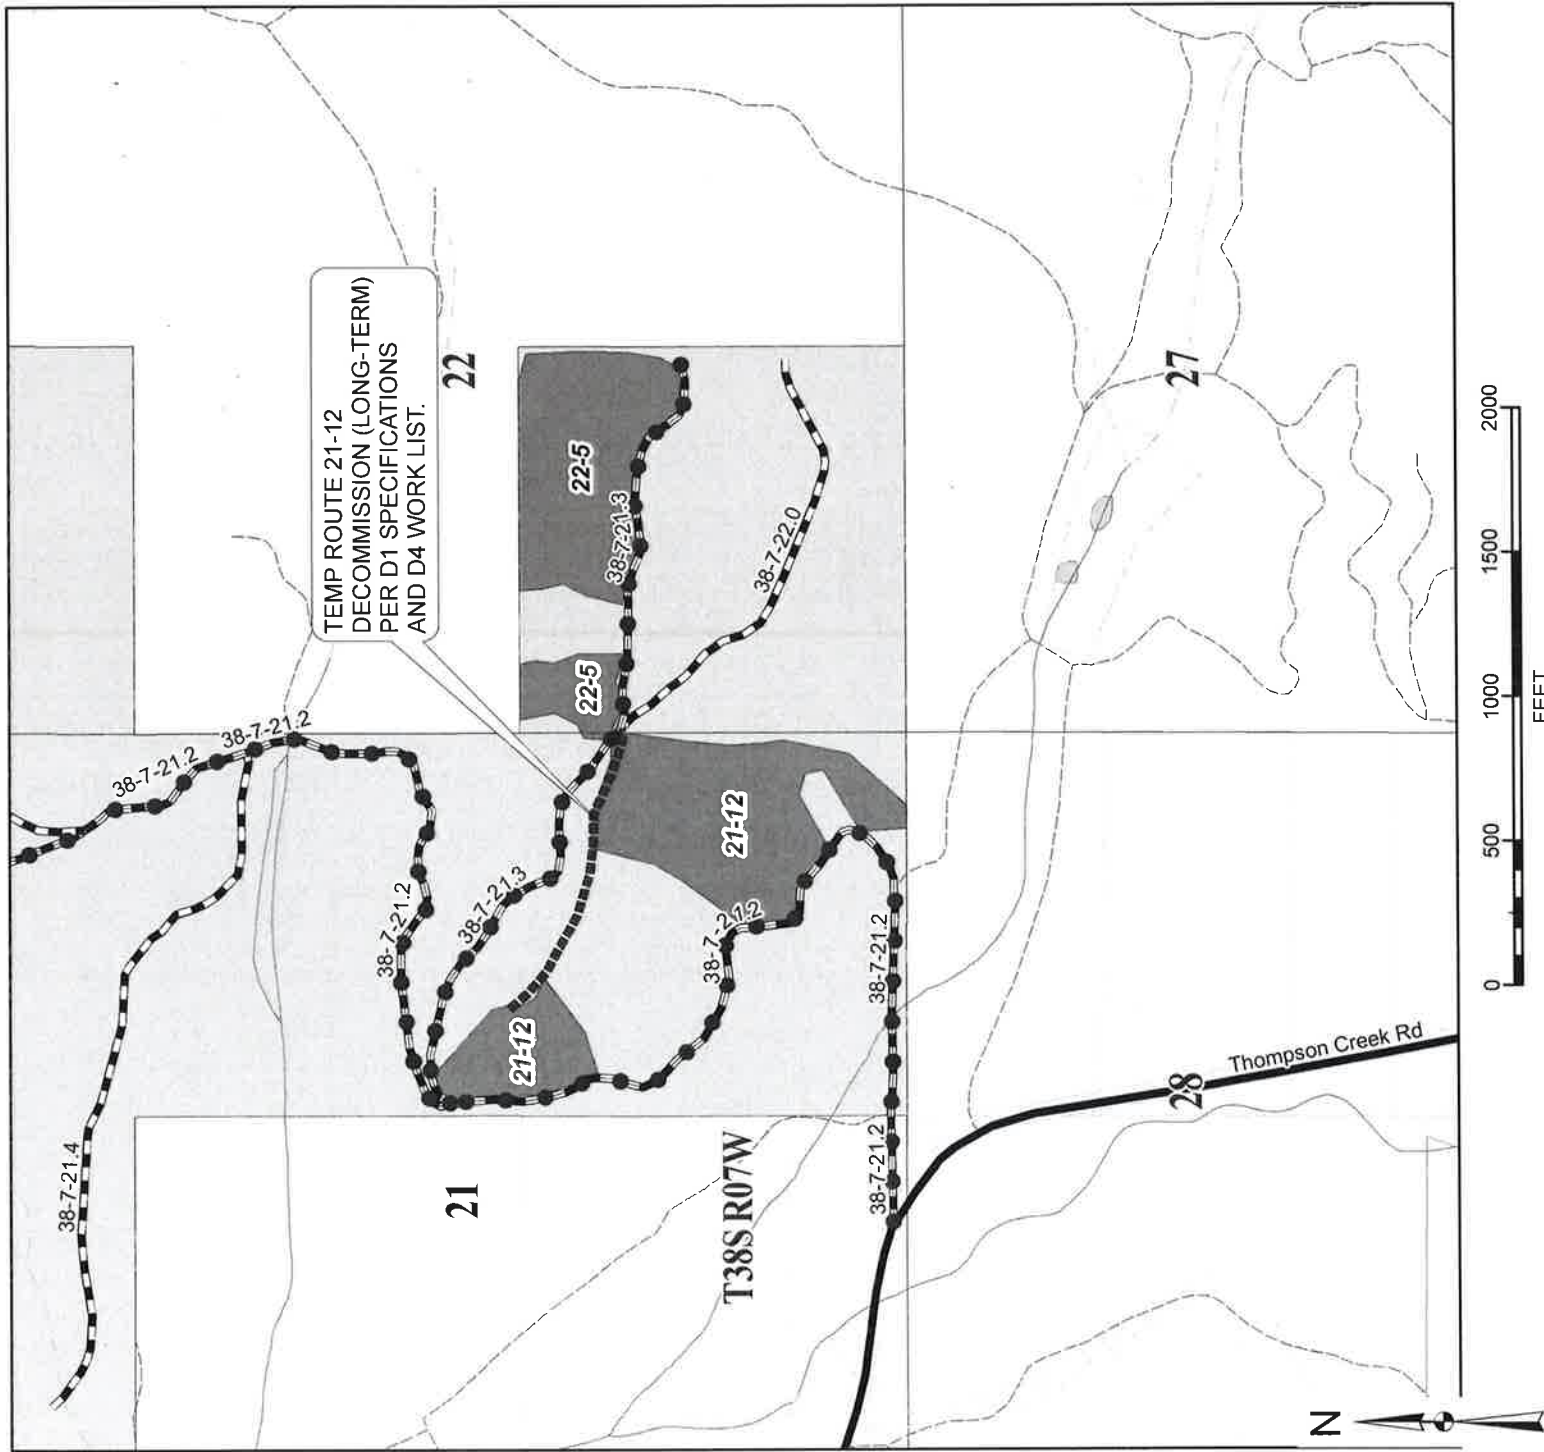 38-7-21.4
38-7-21.2
38-7-21.2
TEMP ROUTE 21-12
DECOMMISSION (LONG-TERM)
PER D1 SPECIFICATIONS
AND D4 WORK LIST.
38-7-21.2
21
22
38-7-21.3
21-12
22-5
22-5
38-7-21.3
T38S R07W
38-7-21.2
21-12
38-7-22.0
38-7-21.2
38-7-21.2
28
27
Thompson Creek Rd
N
0 500 1000 1500 2000
FEET